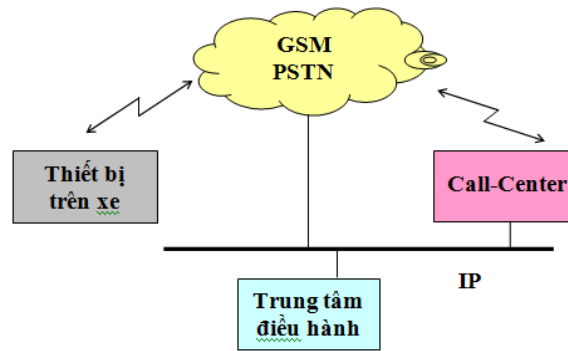 GSM
PSTN
Thiết bị
trên xe
Call-Center
IP
Trung tâm
điều hành